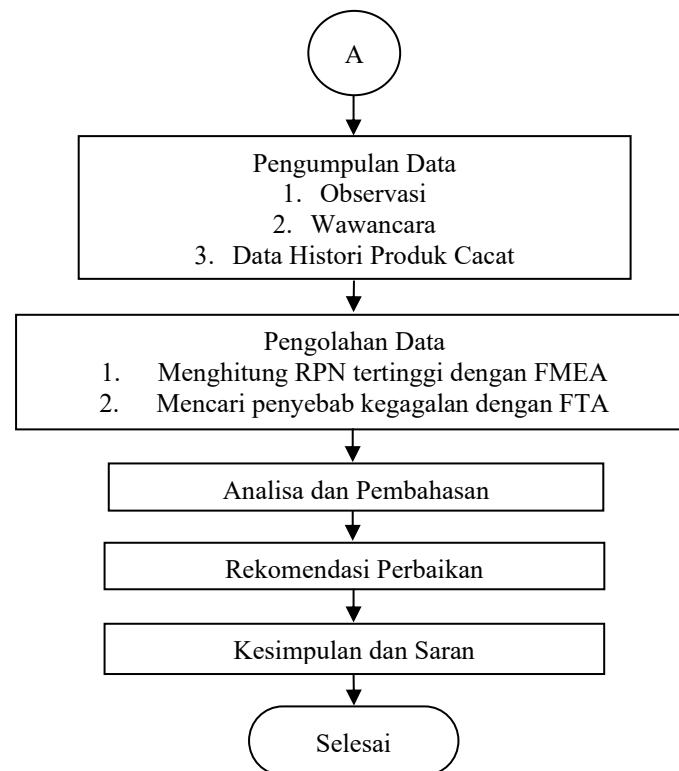 A
Pengumpulan Data
1. Observasi
2. Wawancara
3. Data Histori Produk Cacat
Pengolahan Data
1. Menghitung RPN tertinggi dengan FMEA
2. Mencari penyebab kegagalan dengan FTA
Analisa dan Pembahasan
Rekomendasi Perbaikan
Kesimpulan dan Saran
Selesai